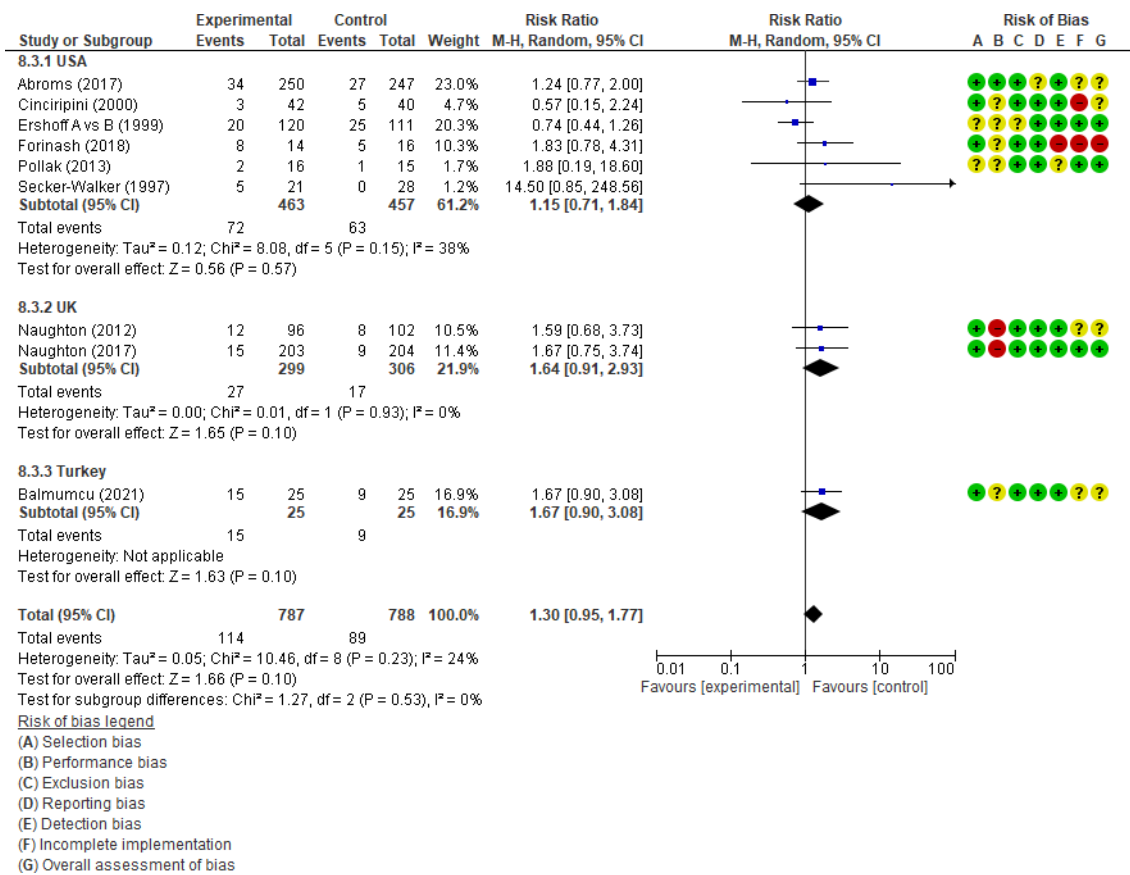 Experimental Control Risk Ratio Risk Ratio Risk of Bias
Study or Subgroup Events Total Events Total Weight M-H, Random, 95% CI M-H, Random, 95% CI A B C D E F G
8.3.1 USA
Abroms (2017) 34 250 27 247 23.0% 1.24 [0.77, 2.00] + + + ? + ? ?
Cinciripini (2000) 3 42 5 40 4.7% 0.57 [0.15, 2.24] + ? + + + - ?
Ershoff A vs B (1999) 20 120 25 111 20.3% 0.74 [0.44, 1.26] ? ? ? + + + +
Forinash (2018) 8 14 5 16 10.3% 1.83 [0.78, 4.31] + ? + + - - -
Pollak (2013) 2 16 1 15 1.7% 1.88 [0.19, 18.60] ? ? + + ? + +
Secker-Walker (1997) 5 21 0 28 1.2% 14.50 [0.85, 248.56]
Subtotal (95% CI) 463 457 61.2% 1.15 [0.71, 1.84]
Total events 72 63
Heterogeneity: Tau² = 0.12; Chi² = 8.08, df = 5 (P = 0.15); I² = 38%
Test for overall effect: Z = 0.56 (P = 0.57)
8.3.2 UK
Naughton (2012) 12 96 8 102 10.5% 1.59 [0.68, 3.73] + - + + + ? ?
Naughton (2017) 15 203 9 204 11.4% 1.67 [0.75, 3.74] + - + + + + +
Subtotal (95% CI) 299 306 21.9% 1.64 [0.91, 2.93]
Total events 27 17
Heterogeneity: Tau² = 0.00; Chi² = 0.01, df = 1 (P = 0.93); I² = 0%
Test for overall effect: Z = 1.65 (P = 0.10)
8.3.3 Turkey
Balmumcu (2021) 15 25 9 25 16.9% 1.67 [0.90, 3.08] + ? + + + ? ?
Subtotal (95% CI) 25 25 16.9% 1.67 [0.90, 3.08]
Total events 15 9
Heterogeneity: Not applicable
Test for overall effect: Z = 1.63 (P = 0.10)
Total (95% CI) 787 788 100.0% 1.30 [0.95, 1.77]
Total events 114 89
Heterogeneity: Tau² = 0.05; Chi² = 10.46, df = 8 (P = 0.23); I² = 24%
Test for overall effect: Z = 1.66 (P = 0.10)
Test for subgroup differences: Chi² = 1.27, df = 2 (P = 0.53), I² = 0%
0.01 0.1 1 10 100
Favours [experimental] Favours [control]
Risk of bias legend
(A) Selection bias
(B) Performance bias
(C) Exclusion bias
(D) Reporting bias
(E) Detection bias
(F) Incomplete implementation
(G) Overall assessment of bias